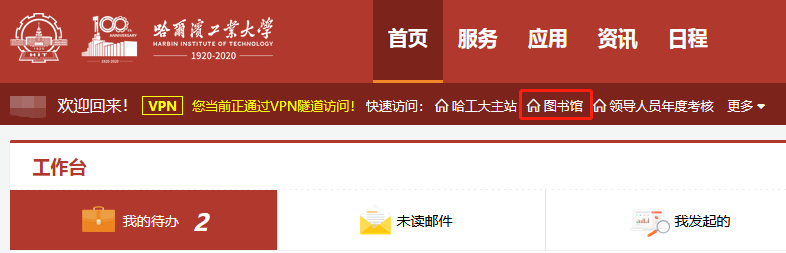 HIT
100TH
ANNIVERSARY
1920-2020
哈爾濱工業大學
HARBIN INSTITUTE OF TECHNOLOGY
1920-2020
首页 服务 应用 资讯 日程
欢迎回来! VPN 您当前正通过VPN隧道访问! 快速访问: 哈工大主站 图书馆 领导人员年度考核 更多
工作台
我的待办 2 未读邮件 我发起的